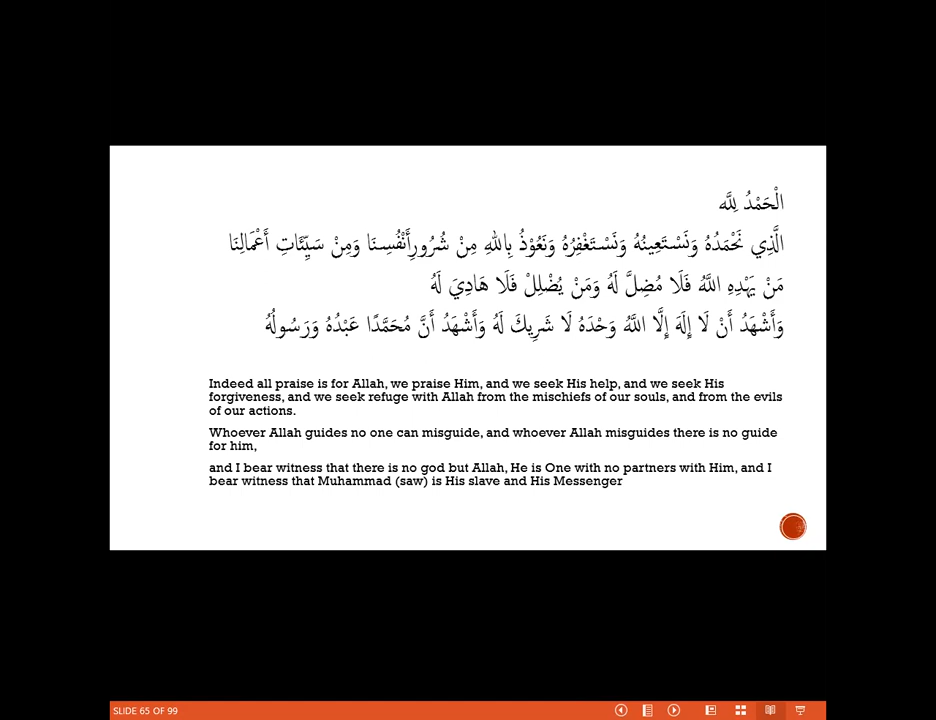 الْحَمْدُ لِلَّه
الَّذِي نَحْمَدُهُ وَنَسْتَعِينُهُ وَنَسْتَغْفِرُهُ وَنَعُوْذُ بِاللهِ مِنْ شُرُورِأَنْفُسِنَا وَمِنْ سَيِّئَاتِ أَعْمَالِنَا
مَنْ يَهْدِهِ اللَّهُ فَلَا مُضِلَّ لَهُ وَمَنْ يُضْلِلْ فَلَا هَادِيَ لَهُ
وَأَشْهَدُ أَنْ لَا إِلَهَ إِلَّا اللَّهُ وَحْدَهُ لَا شَرِيكَ لَهُ وَأَشْهَدُ أَنَّ مُحَمَّدًا عَبْدُهُ وَرَسُولُهُ
Indeed all praise is for Allah, we praise Him, and we seek His help, and we seek His
forgiveness, and we seek refuge with Allah from the mischiefs of our souls, and from the evils
of our actions.
Whoever Allah guides no one can misguide, and whoever Allah misguides there is no guide
for him,
and I bear witness that there is no god but Allah, He is One with no partners with Him, and I
bear witness that Muhammad (saw) is His slave and His Messenger
SLIDE 65 OF 99